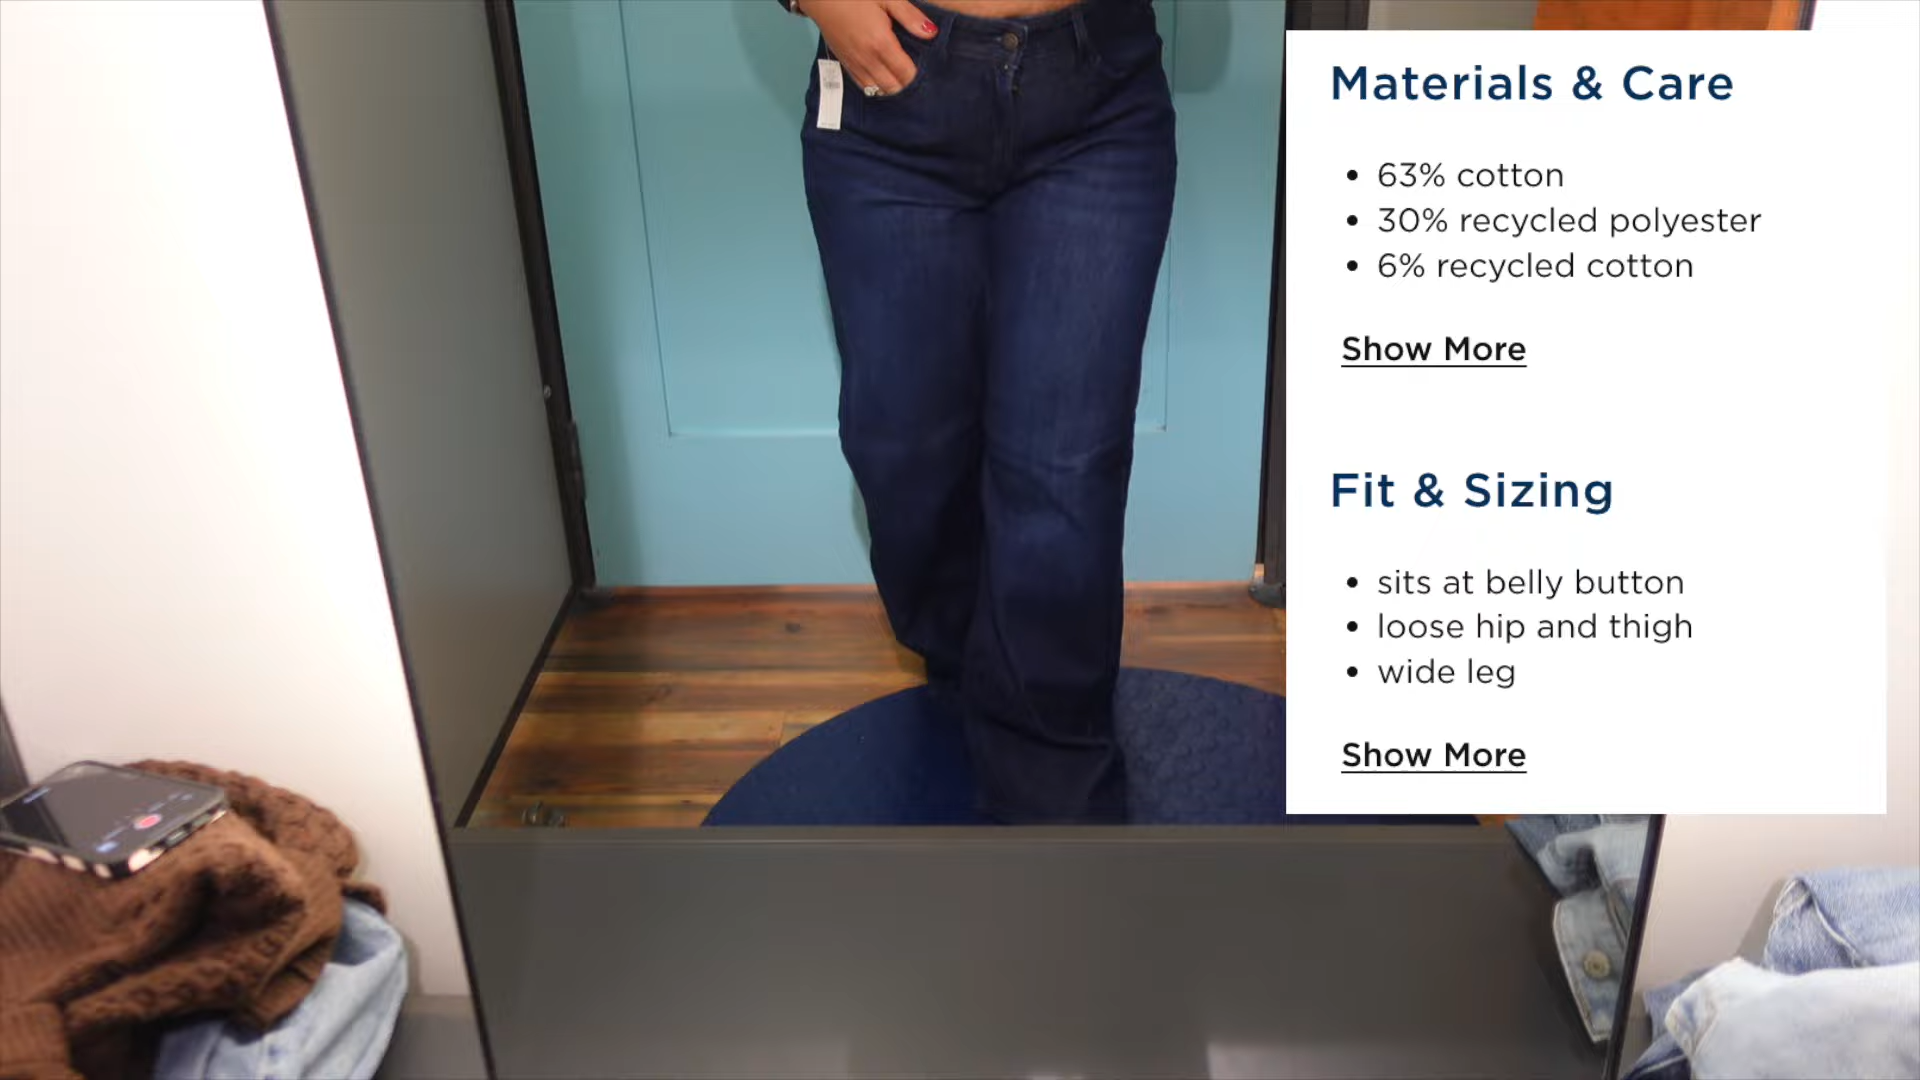 Materials & Care
• 63% cotton
• 30% recycled polyester
• 6% recycled cotton
Show More
Fit & Sizing
• sits at belly button
• loose hip and thigh
• wide leg
Show More